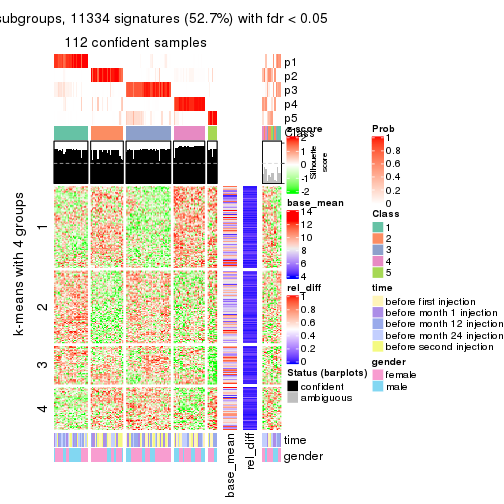 subgroups, 11334 signatures (52.7%) with fdr < 0.05
112 confident samples
p1
p2
p3
p4
p5
Class
Silhouette
score
k-means with 4 groups
1
2
3
4
time
gender
base_mean
rel_diff
z-score
2
1
0
-1
-2
base_mean
14
12
10
8
6
4
rel_diff
1
0.8
0.6
0.4
0.2
0
Status (barplots)
confident
ambiguous
Prob
1
0.8
0.6
0.4
0.2
0
Class
1
2
3
4
5
time
before first injection
before month 1 injection
before month 12 injection
before month 24 injection
before second injection
gender
female
male